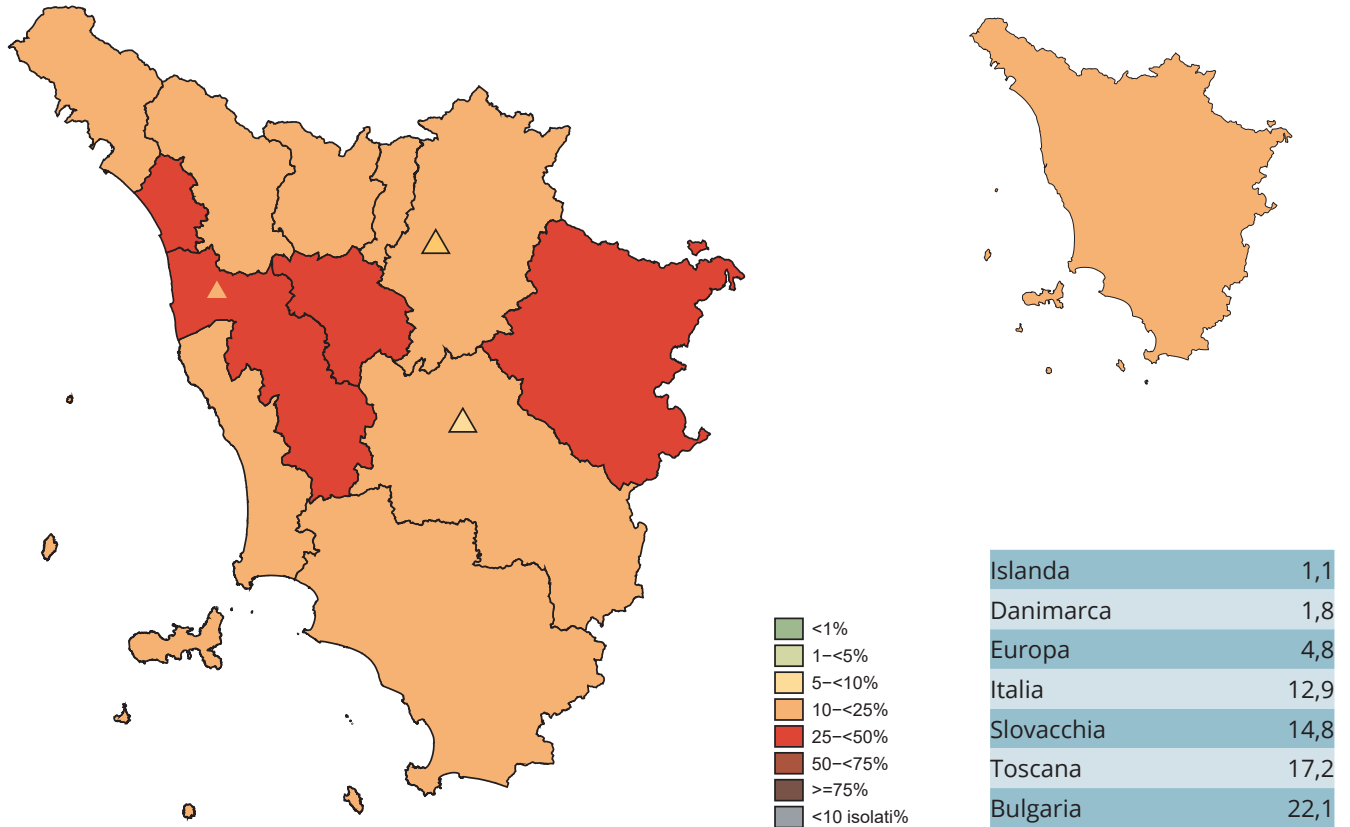 <1%
1–<5%
5–<10%
10–<25%
25–<50%
50–<75%
>=75%
<10 isolati%
Islanda 1,1
Danimarca 1,8
Europa 4,8
Italia 12,9
Slovacchia 14,8
Toscana 17,2
Bulgaria 22,1